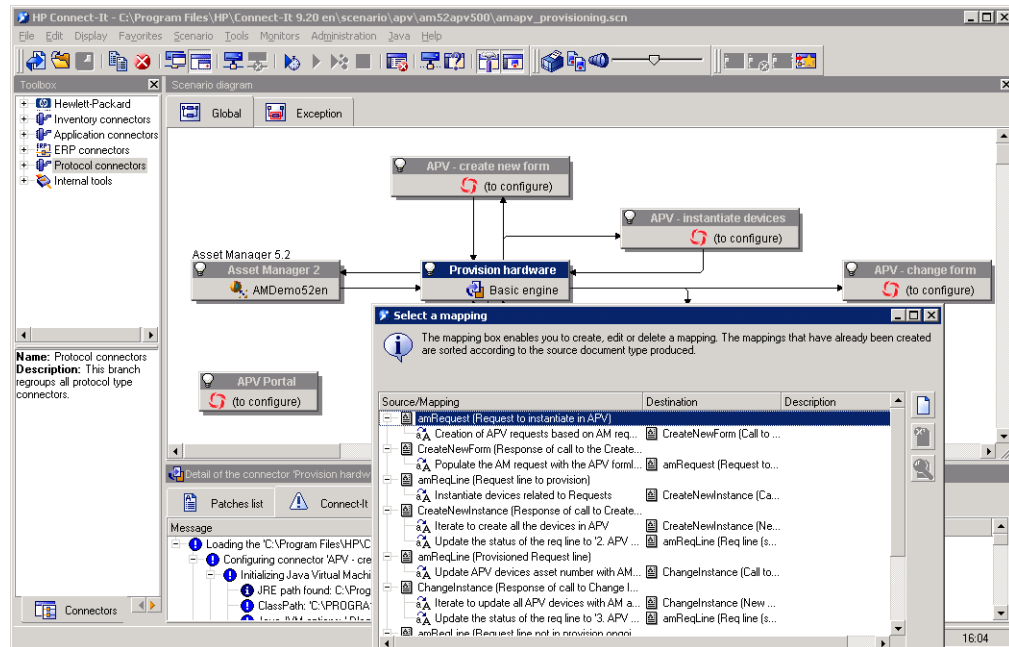 HP Connect-It - C:\Program Files\HP\Connect-It 9.20 en\scenario\apv\am52apv500\amapv_provisioning.scn
File Edit Display Favorites Scenario Tools Monitors Administration Java Help
Toolbox
Scenario diagram
Hewlett-Packard
Inventory connectors
Application connectors
ERP connectors
Protocol connectors
Internal tools
Global
Exception
APV - create new form
(to configure)
APV - instantiate devices
(to configure)
Asset Manager 5.2
Asset Manager 2
AMDemo52en
Provision hardware
Basic engine
APV - change form
(to configure)
APV Portal
(to configure)
Name: Protocol connectors
Description: This branch
regroups all protocol type
connectors.
Connectors
Detail of the connector 'Provision hardw
Patches list
Connect-It
Message
Loading the 'C:\Program Files\HP\C
Configuring connector 'APV - cre
Initializing Java Virtual Machi
JRE path found: C:\Prog
ClassPath: 'C:\PROGRA
Select a mapping
The mapping box enables you to create, edit or delete a mapping. The mappings that have already been created
are sorted according to the source document type produced.
Source/Mapping Destination Description
amRequest (Request to instantiate in APV)
Creation of APV requests based on AM req... CreateNewForm (Call to ...
CreateNewForm (Response of call to the Create...
Populate the AM request with the APV forml... amRequest (Request to...
amReqLine (Request line to provision)
Instantiate devices related to Requests CreateNewInstance (Ca...
CreateNewInstance (Response of call to Create...
Iterate to create all the devices in APV CreateNewInstance (Ne...
Update the status of the req line to '2. APV ... amReqLine (Req line (s...
amReqLine (Provisioned Request line)
Update APV devices asset number with AM... ChangeInstance (Call to...
ChangeInstance (Response of call to Change I...
Iterate to update all APV devices with AM a... ChangeInstance (New ...
Update the status of the req line to '3. APV ... amReqLine (Req line (s...
amReqLine (Request line not in provision ongoi
16:04